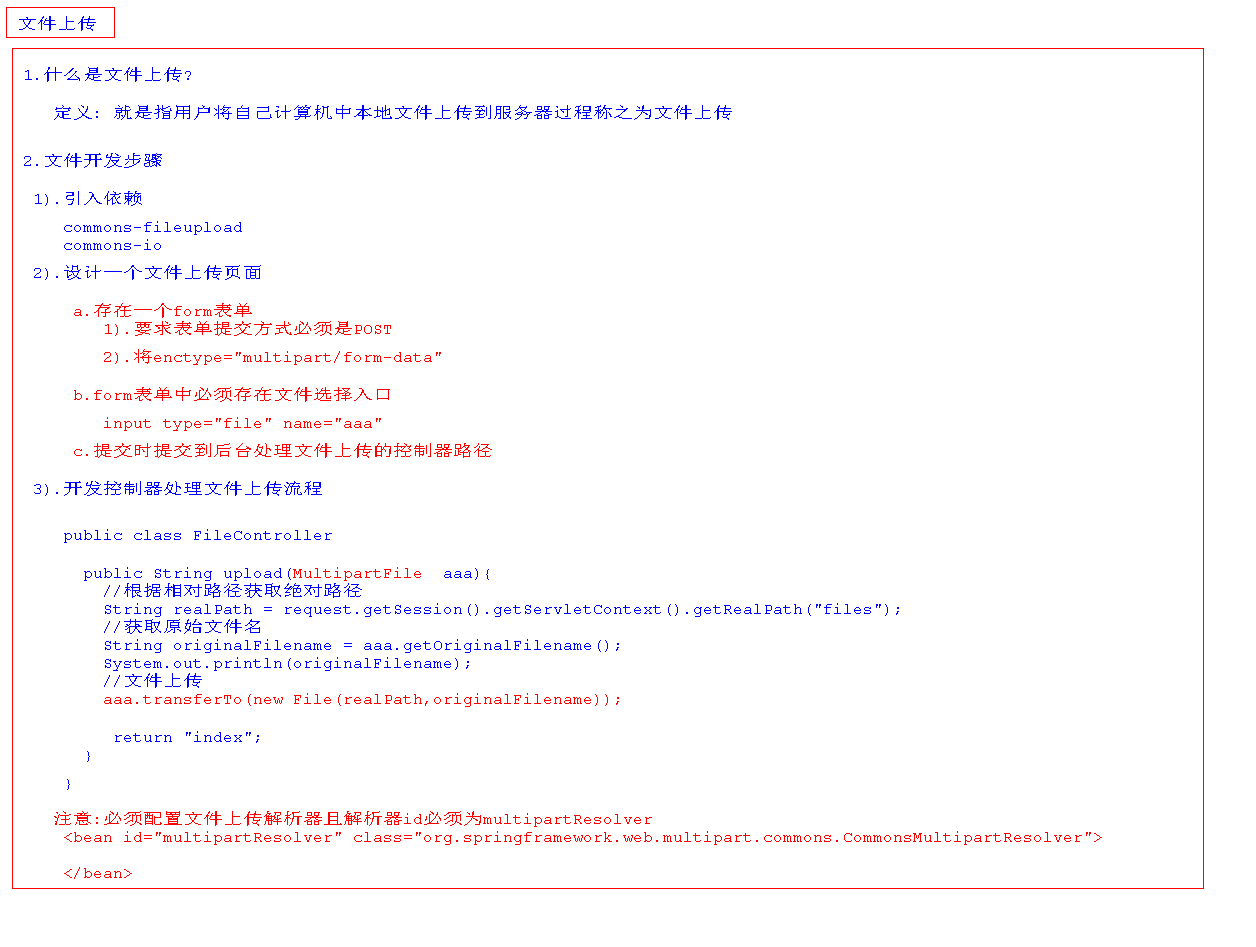 文件上传
1.什么是文件上传?
定义: 就是指用户将自己计算机中本地文件上传到服务器过程称之为文件上传
2.文件开发步骤
1).引入依赖
commons-fileupload
commons-io
2).设计一个文件上传页面
a.存在一个form表单
1).要求表单提交方式必须是POST
2).将enctype="multipart/form-data"
b.form表单中必须存在文件选择入口
input type="file" name="aaa"
c.提交时提交到后台处理文件上传的控制器路径
3).开发控制器处理文件上传流程
public class FileController
public String upload(MultipartFile  aaa){
//根据相对路径获取绝对路径
String realPath = request.getSession().getServletContext().getRealPath("files");
//获取原始文件名
String originalFilename = aaa.getOriginalFilename();
System.out.println(originalFilename);
//文件上传
aaa.transferTo(new File(realPath,originalFilename));
return "index";
}
}
注意:必须配置文件上传解析器且解析器id必须为multipartResolver
<bean id="multipartResolver" class="org.springframework.web.multipart.commons.CommonsMultipartResolver">
</bean>